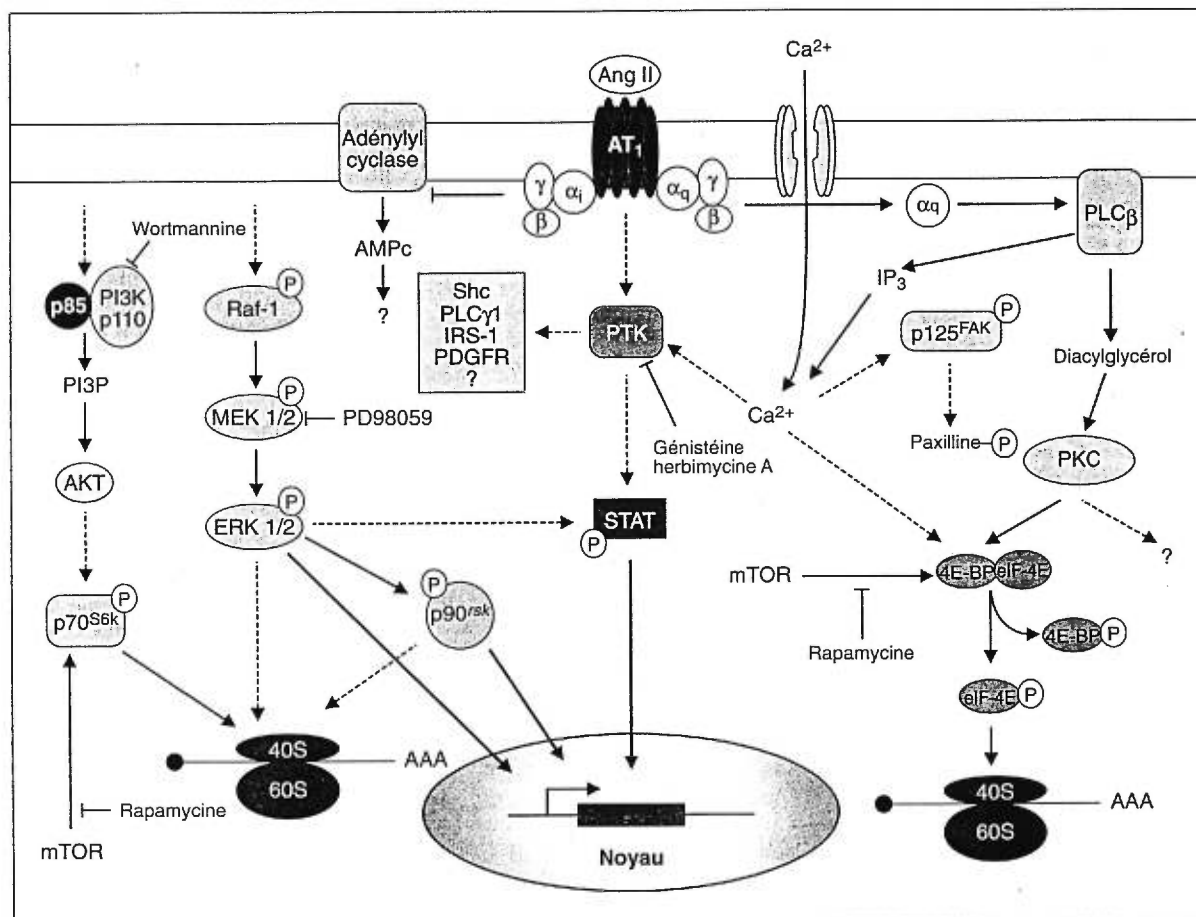 Ca2+
Ang II
Adénylyl
cyclase
AT1
γ
αi
β
αq
γ
β
αq
PLCβ
Wortmannine
AMPc
IP3
p85
PI3K
p110
P
Raf-1
?
Shc
PLCγ1
IRS-1
PDGFR
?
PTK
P
p125FAK
Diacylglycérol
PI3P
P
MEK 1/2
PD98059
Ca2+
Génistéine
herbimycine A
Paxilline
P
PKC
AKT
P
ERK 1/2
STAT
P
?
mTOR
4E-BP
eIF-4E
P
p70S6k
P
p90rsk
Rapamycine
4E-BP
P
eIF-4E
P
40S
60S
AAA
Rapamycine
mTOR
Noyau
40S
60S
AAA